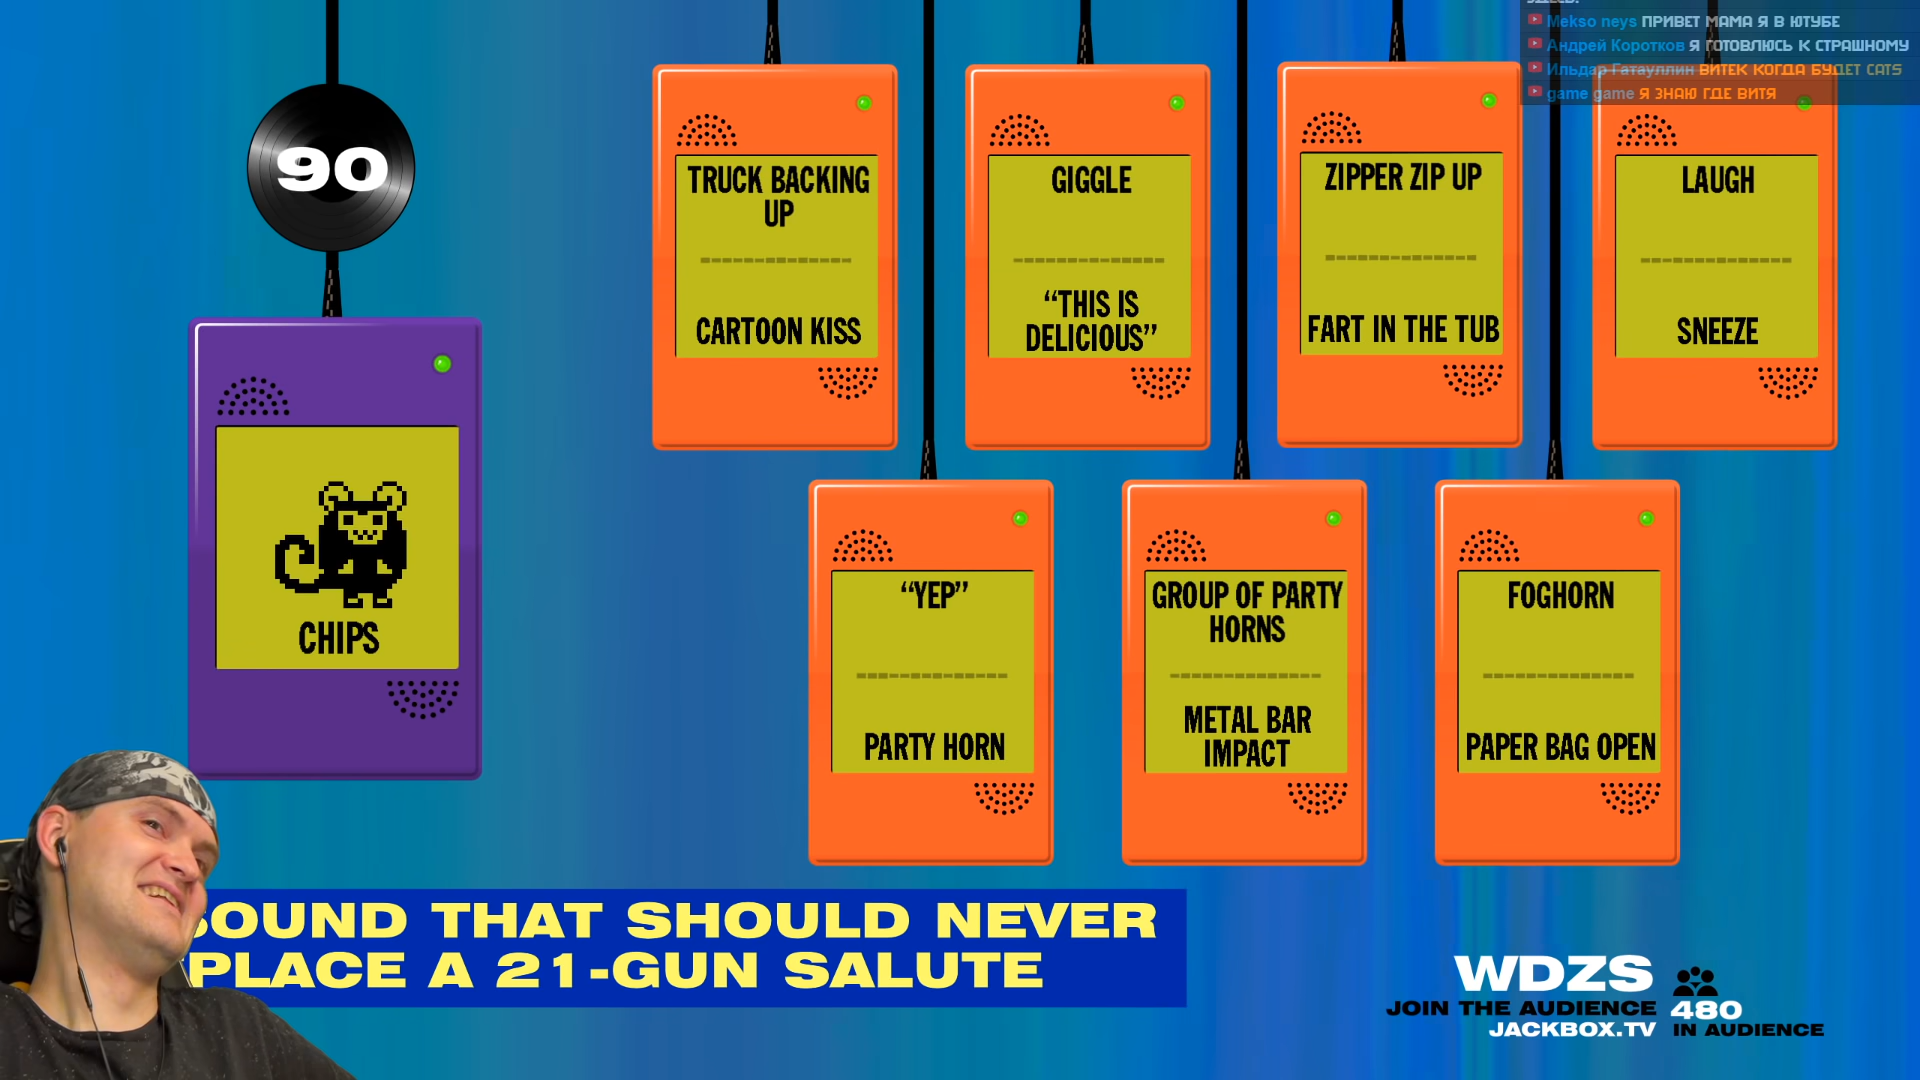 Mekso neys ПРИВЕТ МАМА Я В ЮТУБЕ
Андрей Коротков Я ГОТОВЛЮСЬ К СТРАШНОМУ
Ильдар Гатауллин ВИТЕК КОГДА БУДЕТ CATS
game game Я ЗНАЮ ГДЕ ВИТЯ
90
CHIPS
TRUCK BACKING
UP
CARTOON KISS
GIGGLE
“THIS IS
DELICIOUS”
ZIPPER ZIP UP
FART IN THE TUB
LAUGH
SNEEZE
“YEP”
PARTY HORN
GROUP OF PARTY
HORNS
METAL BAR
IMPACT
FOGHORN
PAPER BAG OPEN
SOUND THAT SHOULD NEVER
PLACE A 21-GUN SALUTE
WDZS
JOIN THE AUDIENCE
JACKBOX.TV
480
IN AUDIENCE